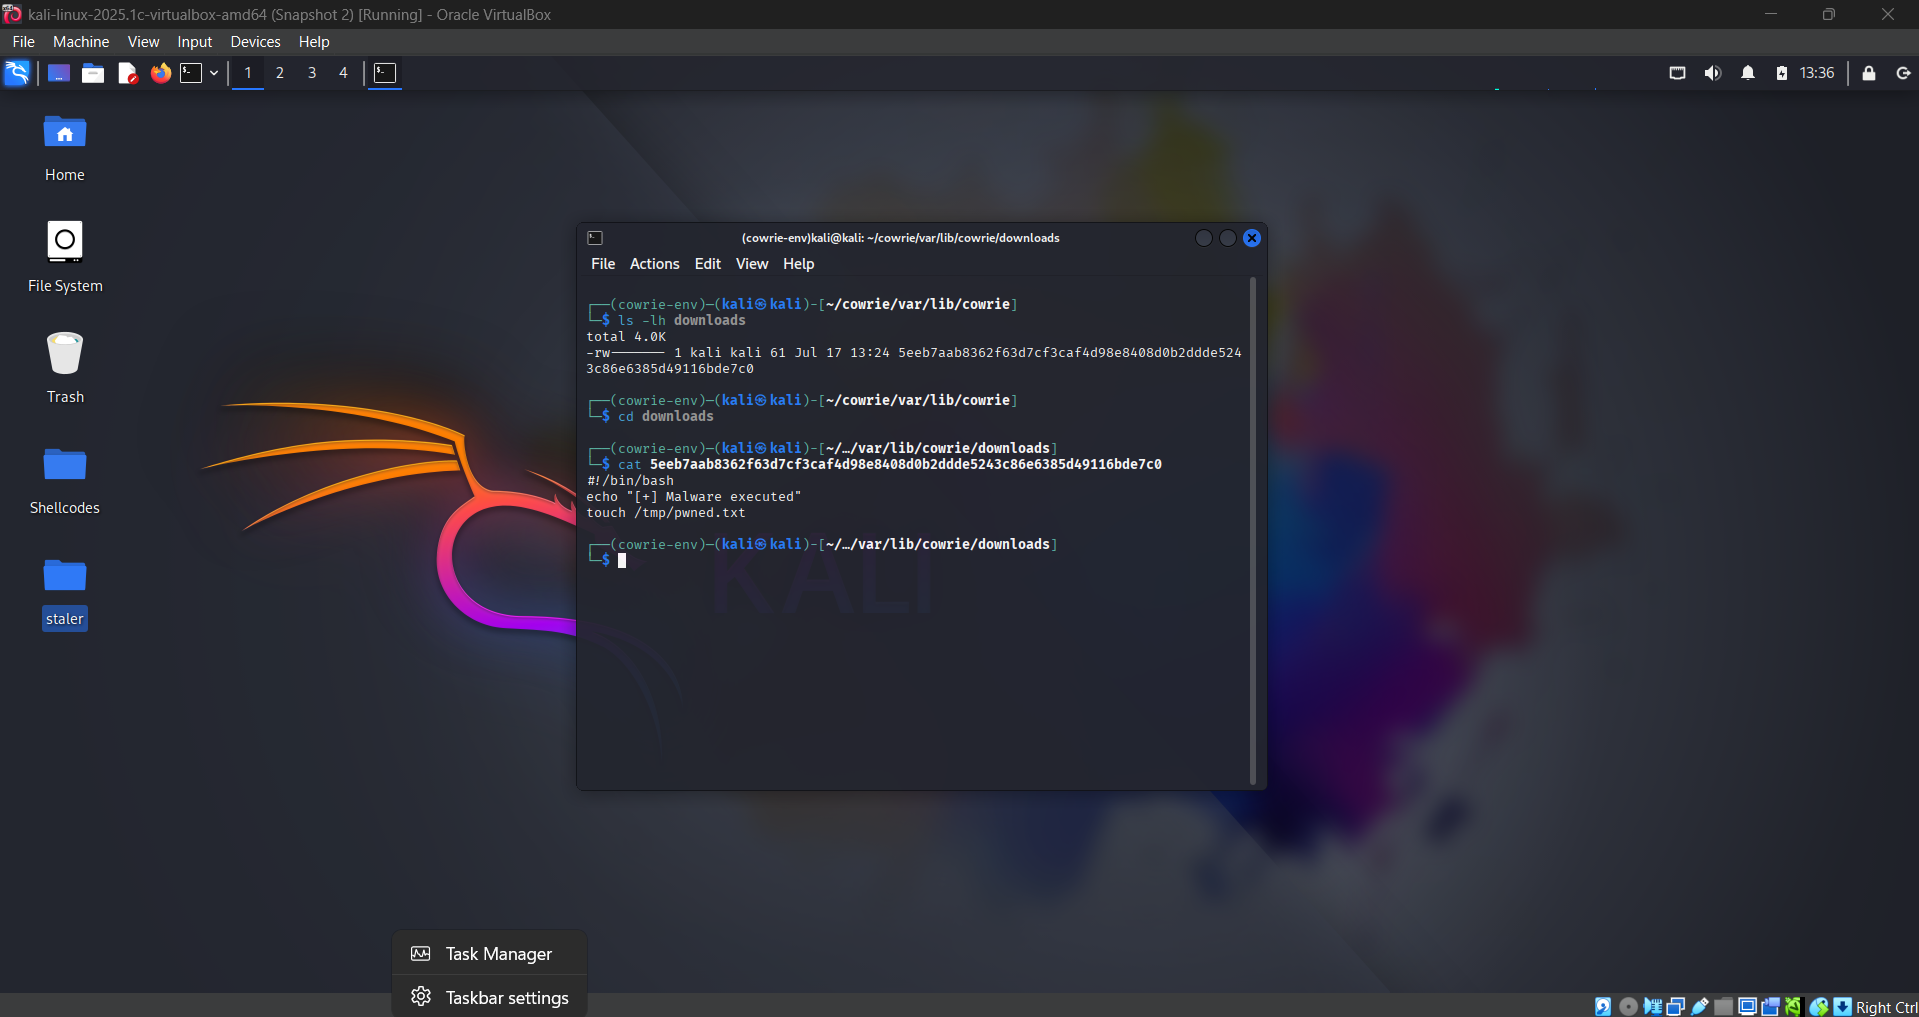 kali-linux-2025.1c-virtualbox-amd64 (Snapshot 2) [Running] - Oracle VirtualBox
File Machine View Input Devices Help
1 2 3 4 13:36
Home
File System
Trash
Shellcodes
staler
(cowrie-env)kali@kali: ~/cowrie/var/lib/cowrie/downloads
File Actions Edit View Help
┌──(cowrie-env)─(kali㉿kali)-[~/cowrie/var/lib/cowrie]
└─$ ls -lh downloads
total 4.0K
-rw------- 1 kali kali 61 Jul 17 13:24 5eeb7aab8362f63d7cf3caf4d98e8408d0b2ddde524
3c86e6385d49116bde7c0
┌──(cowrie-env)─(kali㉿kali)-[~/cowrie/var/lib/cowrie]
└─$ cd downloads
┌──(cowrie-env)─(kali㉿kali)-[~/…/var/lib/cowrie/downloads]
└─$ cat 5eeb7aab8362f63d7cf3caf4d98e8408d0b2ddde5243c86e6385d49116bde7c0
#!/bin/bash
echo "[+] Malware executed"
touch /tmp/pwned.txt
┌──(cowrie-env)─(kali㉿kali)-[~/…/var/lib/cowrie/downloads]
└─$
KALI
Task Manager
Taskbar settings
Right Ctrl